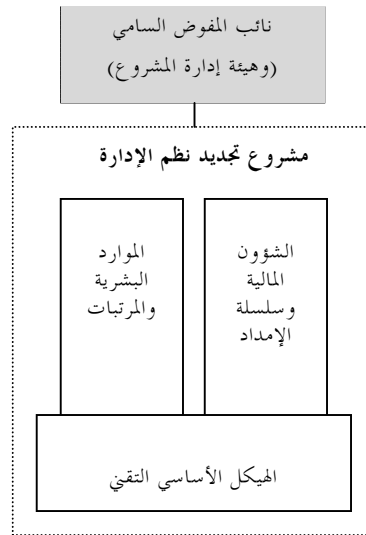 نائب المفوض السامي
(وهيئة إدارة المشروع)
مشروع تجديد نظم الإدارة
الشؤون
المالية
وسلسلة
الإمداد
الموارد
البشرية
والمرتبات
الهيكل الأساسي التقني